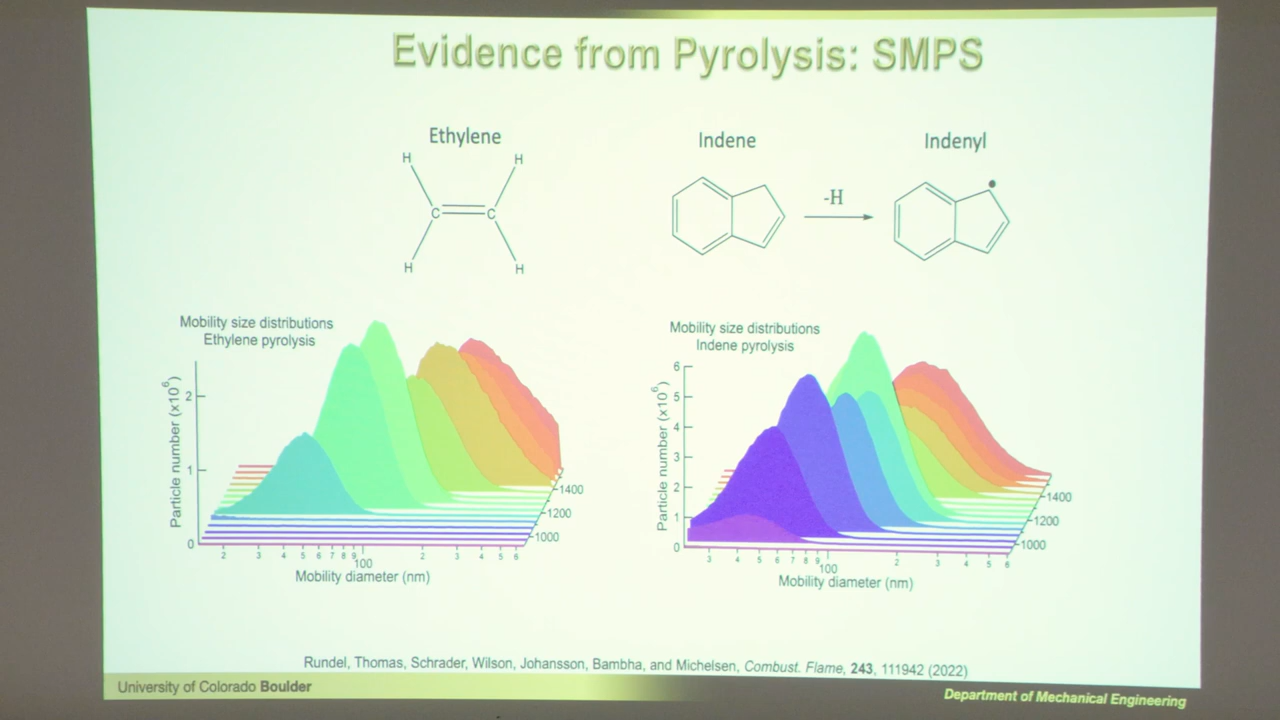 Evidence from Pyrolysis: SMPS
Ethylene
H
H
C
C
H
H
Indene
-H
Indenyl
Mobility size distributions
Ethylene pyrolysis
Particle number (x10⁶)
2
1
0
2 3 4 5 6 7 8 9 100 2 3 4 5 6
1400
1200
1000
Mobility diameter (nm)
Mobility size distributions
Indene pyrolysis
Particle number (x10⁶)
6
5
4
3
2
1
0
3 4 5 6 7 8 9 100 2 3 4 5 6
1400
1200
1000
Mobility diameter (nm)
Rundel, Thomas, Schrader, Wilson, Johansson, Bambha, and Michelsen, Combust. Flame, 243, 111942 (2022)
University of Colorado Boulder
Department of Mechanical Engineering